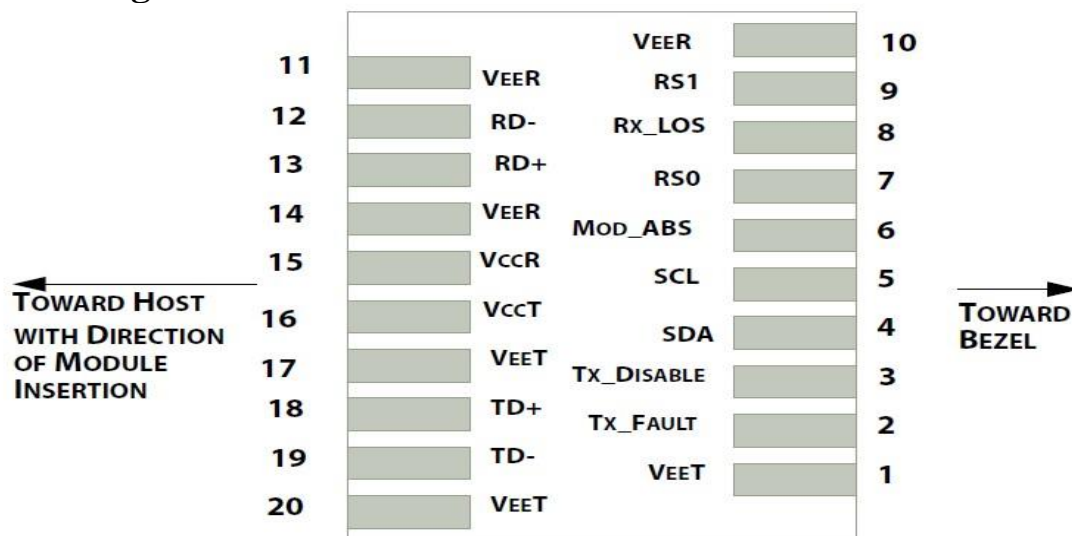 VEER 10
11 VEER
RS1 9
12 RD-
RX_LOS 8
13 RD+
RS0 7
14 VEER
MOD_ABS 6
15 VCCR
SCL 5
16 VCCT
SDA 4
17 VEET
TX_DISABLE 3
18 TD+
TX_FAULT 2
19 TD-
VEET 1
20 VEET
TOWARD HOST
WITH DIRECTION
OF MODULE
INSERTION
TOWARD
BEZEL